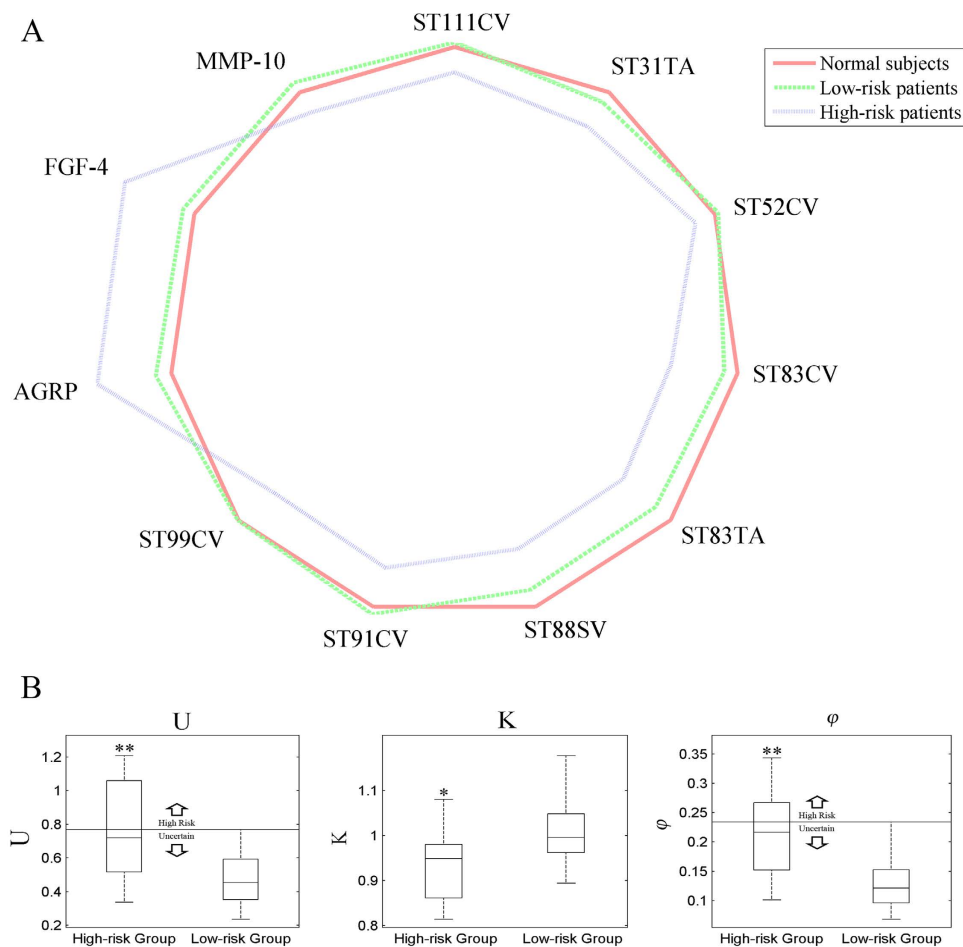 A
ST111CV
MMP-10
ST31TA
Normal subjects
Low-risk patients
High-risk patients
FGF-4
ST52CV
AGRP
ST83CV
ST99CV
ST83TA
ST91CV
ST88SV
B
U
K
φ
**
1.2
1
0.8
0.6
0.4
0.2
U
High Risk
Uncertain
High-risk Group
Low-risk Group
*
1.2
1.1
1
0.9
0.8
K
High-risk Group
Low-risk Group
**
0.35
0.3
0.25
0.2
0.15
0.1
φ
High Risk
Uncertain
High-risk Group
Low-risk Group